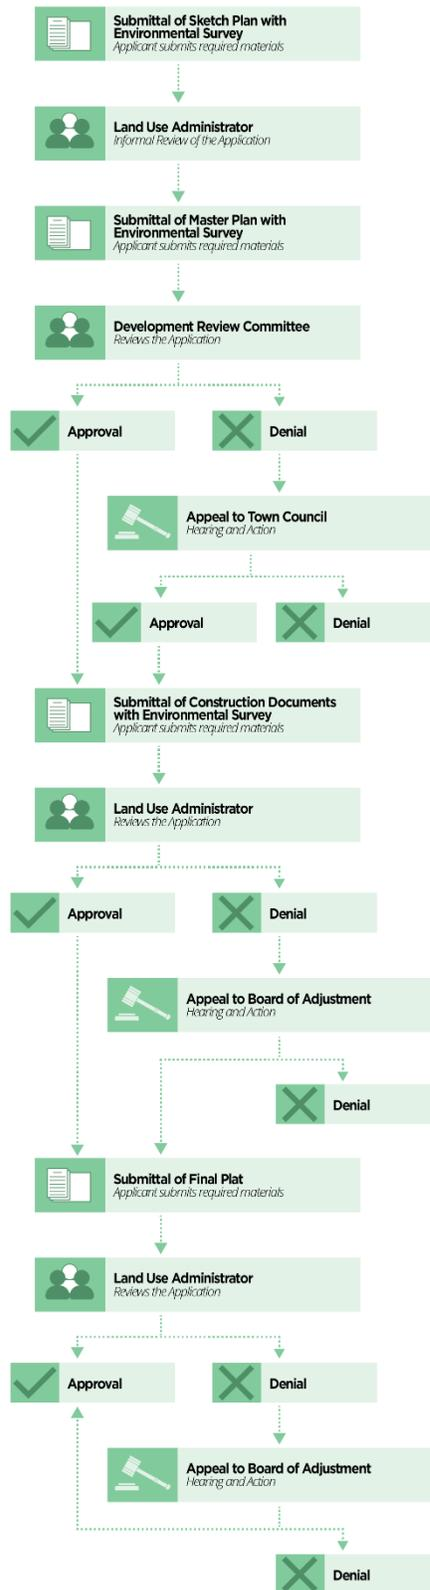 Submittal of Sketch Plan with
Environmental Survey
Applicant submits required materials
Land Use Administrator
Informal Review of the Application
Submittal of Master Plan with
Environmental Survey
Applicant submits required materials
Development Review Committee
Reviews the Application
Approval
Denial
Appeal to Town Council
Hearing and Action
Approval
Denial
Submittal of Construction Documents
with Environmental Survey
Applicant submits required materials
Land Use Administrator
Reviews the Application
Approval
Denial
Appeal to Board of Adjustment
Hearing and Action
Denial
Submittal of Final Plat
Applicant submits required materials
Land Use Administrator
Reviews the Application
Approval
Denial
Appeal to Board of Adjustment
Hearing and Action
Denial